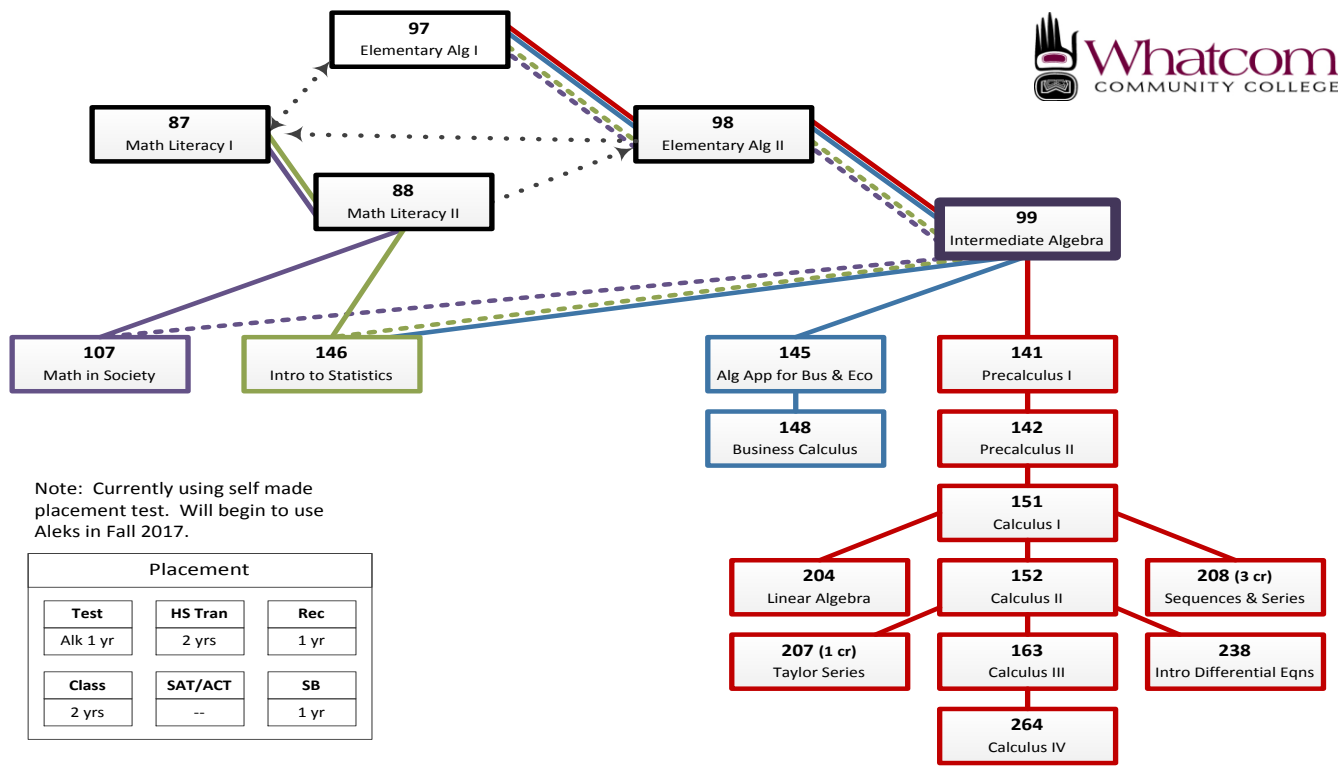 97
Elementary Alg I
Whatcom
COMMUNITY COLLEGE
87
Math Literacy I
98
Elementary Alg II
88
Math Literacy II
99
Intermediate Algebra
107
Math in Society
146
Intro to Statistics
145
Alg App for Bus & Eco
141
Precalculus I
148
Business Calculus
142
Precalculus II
151
Calculus I
204
Linear Algebra
152
Calculus II
208 (3 cr)
Sequences & Series
207 (1 cr)
Taylor Series
163
Calculus III
238
Intro Differential Eqns
264
Calculus IV
Note: Currently using self made
placement test. Will begin to use
Aleks in Fall 2017.
Placement
Test
Alk 1 yr
HS Tran
2 yrs
Rec
1 yr
Class
2 yrs
SAT/ACT
--
SB
1 yr